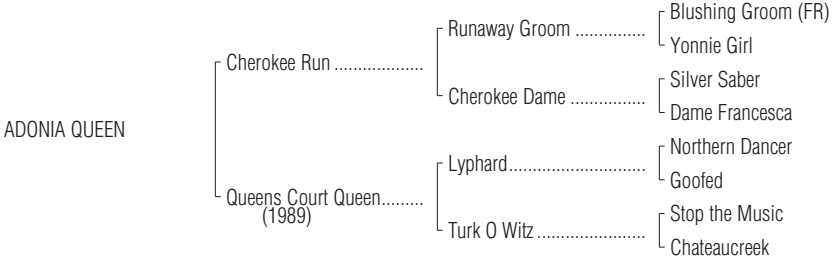 Blushing Groom (FR)
Runaway Groom ...............
Yonnie Girl
Cherokee Run ...................
Silver Saber
Cherokee Dame ................
Dame Francesca
ADONIA QUEEN
Northern Dancer
Lyphard.............................
Goofed
Queens Court Queen.........
(1989)
Stop the Music
Turk O Witz .......................
Chateaucreek